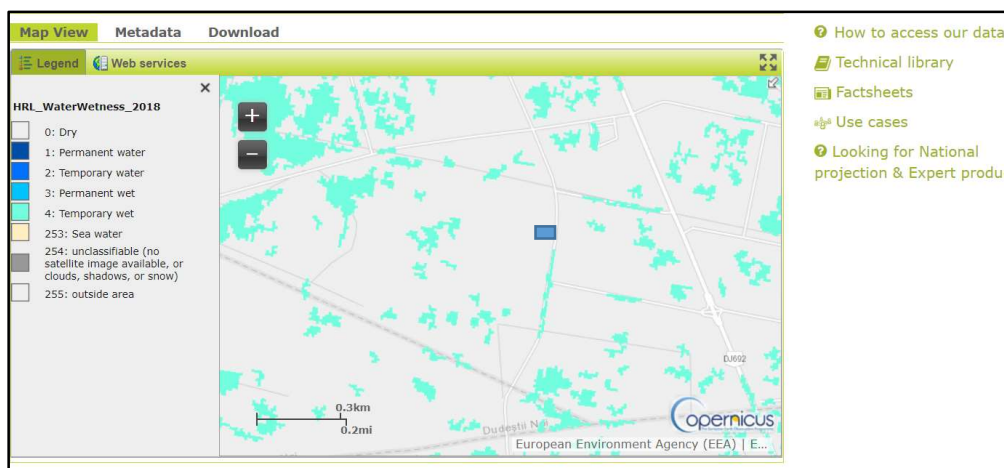 Map View Metadata Download
Legend Web services
HRL_WaterWetness_2018
0: Dry
1: Permanent water
2: Temporary water
3: Permanent wet
4: Temporary wet
253: Sea water
254: unclassifiable (no
satellite image available, or
clouds, shadows, or snow)
255: outside area
+
−
DJ692
0.3km
0.2mi
Dudeștii Noi
opernicus
European Environment Agency (EEA) | E...
How to access our data
Technical library
Factsheets
Use cases
Looking for National
projection & Expert produ